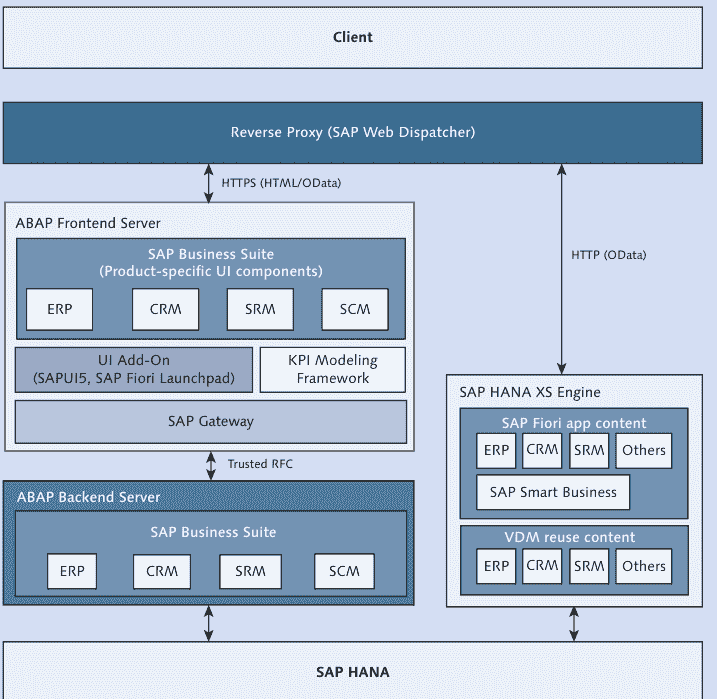 Client
Reverse Proxy (SAP Web Dispatcher)
HTTPS (HTML/OData)
HTTP (OData)
ABAP Frontend Server
SAP Business Suite
(Product-specific UI components)
ERP
CRM
SRM
SCM
UI Add-On
(SAPUI5, SAP Fiori Launchpad)
KPI Modeling
Framework
SAP Gateway
Trusted RFC
ABAP Backend Server
SAP Business Suite
ERP
CRM
SRM
SCM
SAP HANA XS Engine
SAP Fiori app content
ERP
CRM
SRM
Others
SAP Smart Business
VDM reuse content
ERP
CRM
SRM
Others
SAP HANA